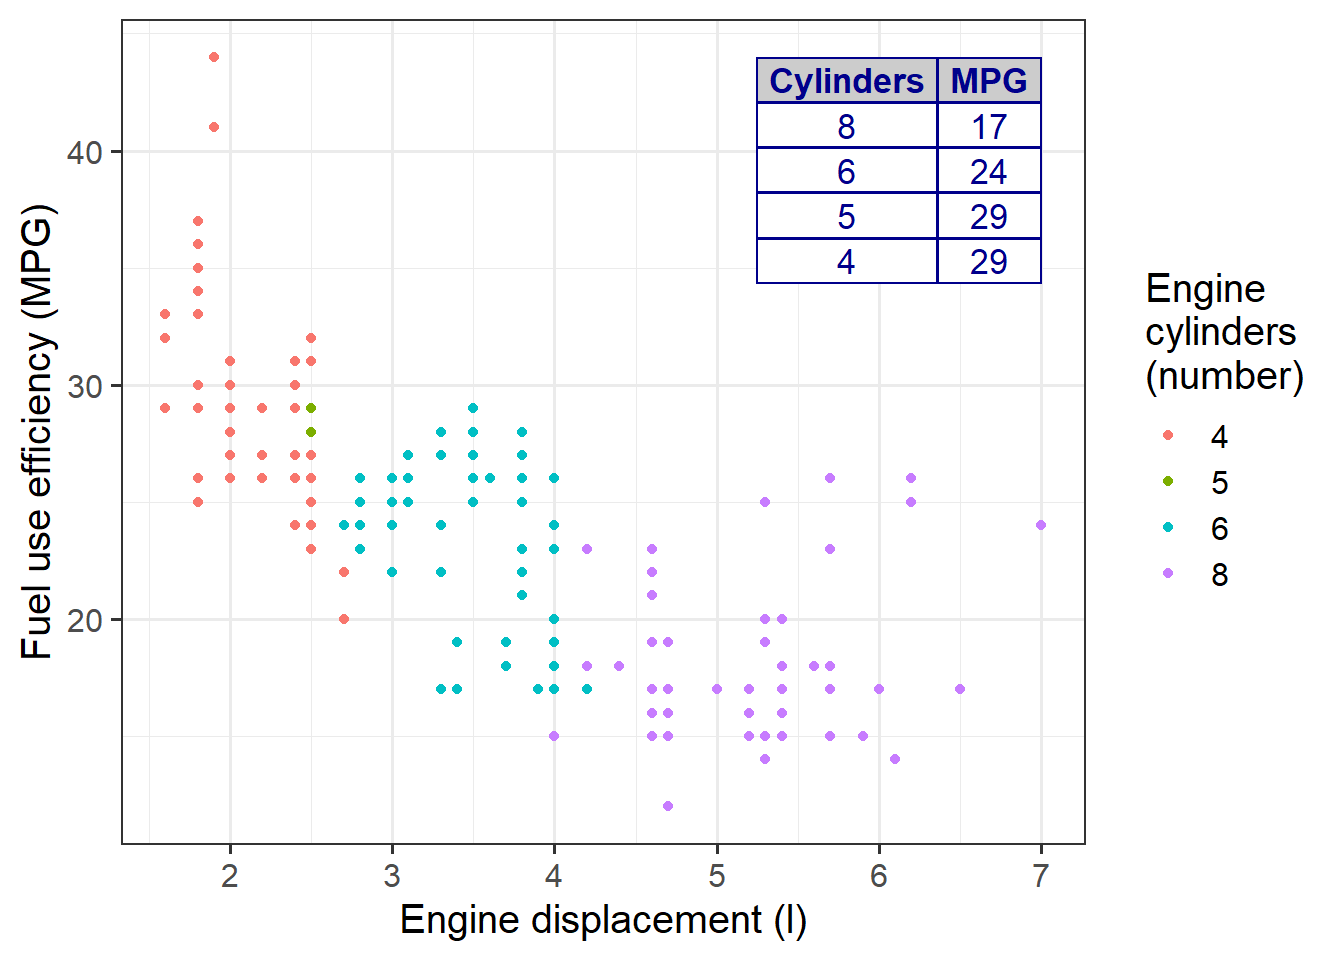 Cylinders MPG
8 17
6 24
5 29
4 29
40
30
20
Fuel use efficiency (MPG)
2 3 4 5 6 7
Engine displacement (l)
Engine
cylinders
(number)
4
5
6
8